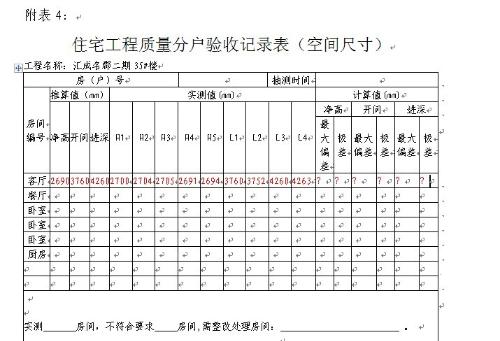 附表4：
住宅工程质量分户验收记录表（空间尺寸）
工程名称：汇成名郡二期35#楼
房（户）号 抽测时间
房间编号 推算值（mm） 实测值(mm) 计算值(mm)
净高 开间 进深
净高 开间 进深 H1 H2 H3 H4 H5 L1 L2 L3 L4 最大偏差 极差 最大偏差 极差 最大偏差 极差
客厅 2690 3760 4260 2700 2704 2705 2691 2694 3760 3752 4260 4263 ? ? ? ? ? ?
餐厅
卧室
卧室
卧室
厨房
实测______房间；不符合要求____房间,需整改处理房间：____________________．